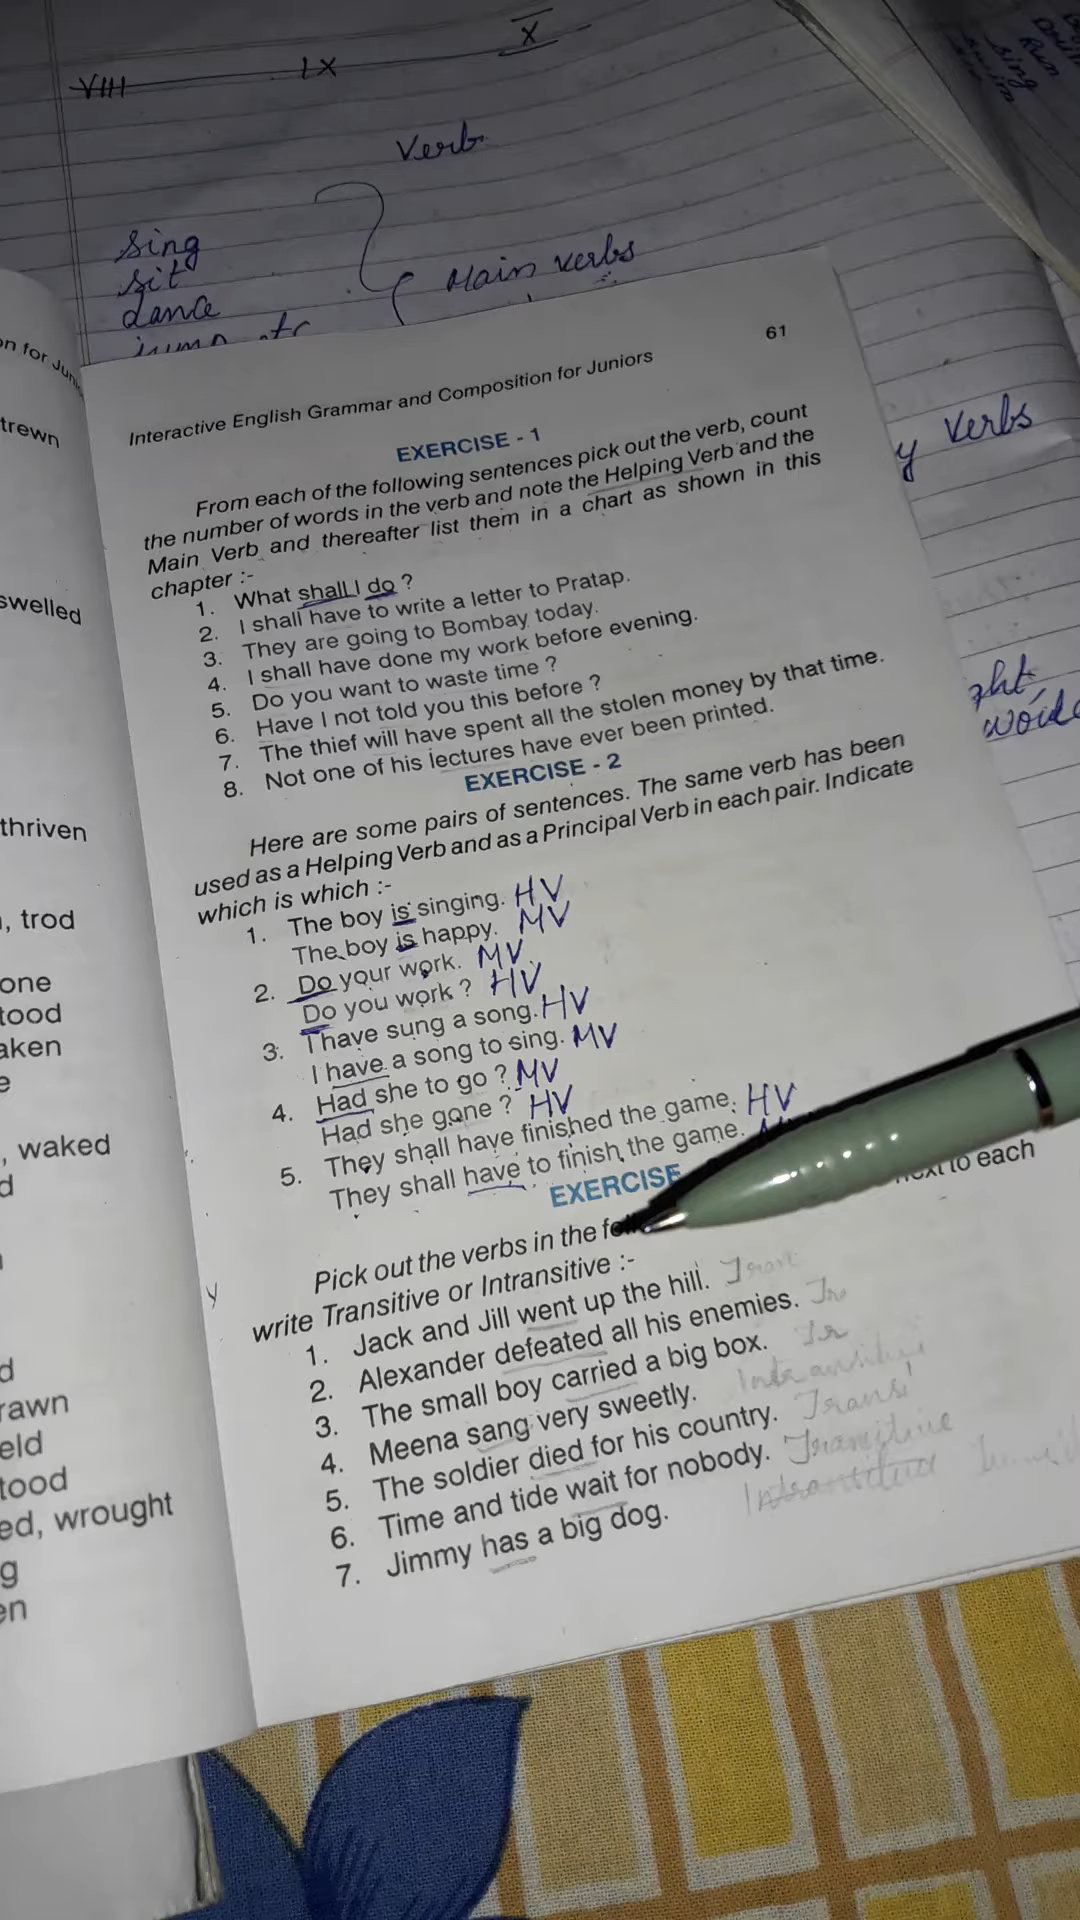 VIII IX X
Verb
sing
sit
dance
Main verbs
61
Interactive English Grammar and Composition for Juniors
EXERCISE - 1
From each of the following sentences pick out the verb, count
the number of words in the verb and note the Helping Verb and the
Main Verb and thereafter list them in a chart as shown in this
chapter :-
1. What shall I do ?
2. I shall have to write a letter to Pratap.
3. They are going to Bombay today.
4. I shall have done my work before evening.
5. Do you want to waste time ?
6. Have I not told you this before ?
7. The thief will have spent all the stolen money by that time.
8. Not one of his lectures have ever been printed.
EXERCISE - 2
Here are some pairs of sentences. The same verb has been
used as a Helping Verb and as a Principal Verb in each pair. Indicate
which is which :-
1. The boy is singing. HV
The boy is happy. MV
2. Do your work. MV
Do you work ? HV
3. I have sung a song. HV
I have a song to sing. MV
4. Had she to go ? MV
Had she gone ? HV
5. They shall have finished the game. HV
They shall have to finish the game.
EXERCISE
Pick out the verbs in the to each
write Transitive or Intransitive :-
1. Jack and Jill went up the hill.
2. Alexander defeated all his enemies.
3. The small boy carried a big box. Tr
4. Meena sang very sweetly.
5. The soldier died for his country.
6. Time and tide wait for nobody. Transitive
7. Jimmy has a big dog.
verbs
trewn
swelled
thriven
, trod
one
tood
aken
e
, waked
d
d
rawn
eld
tood
ed, wrought
g
en